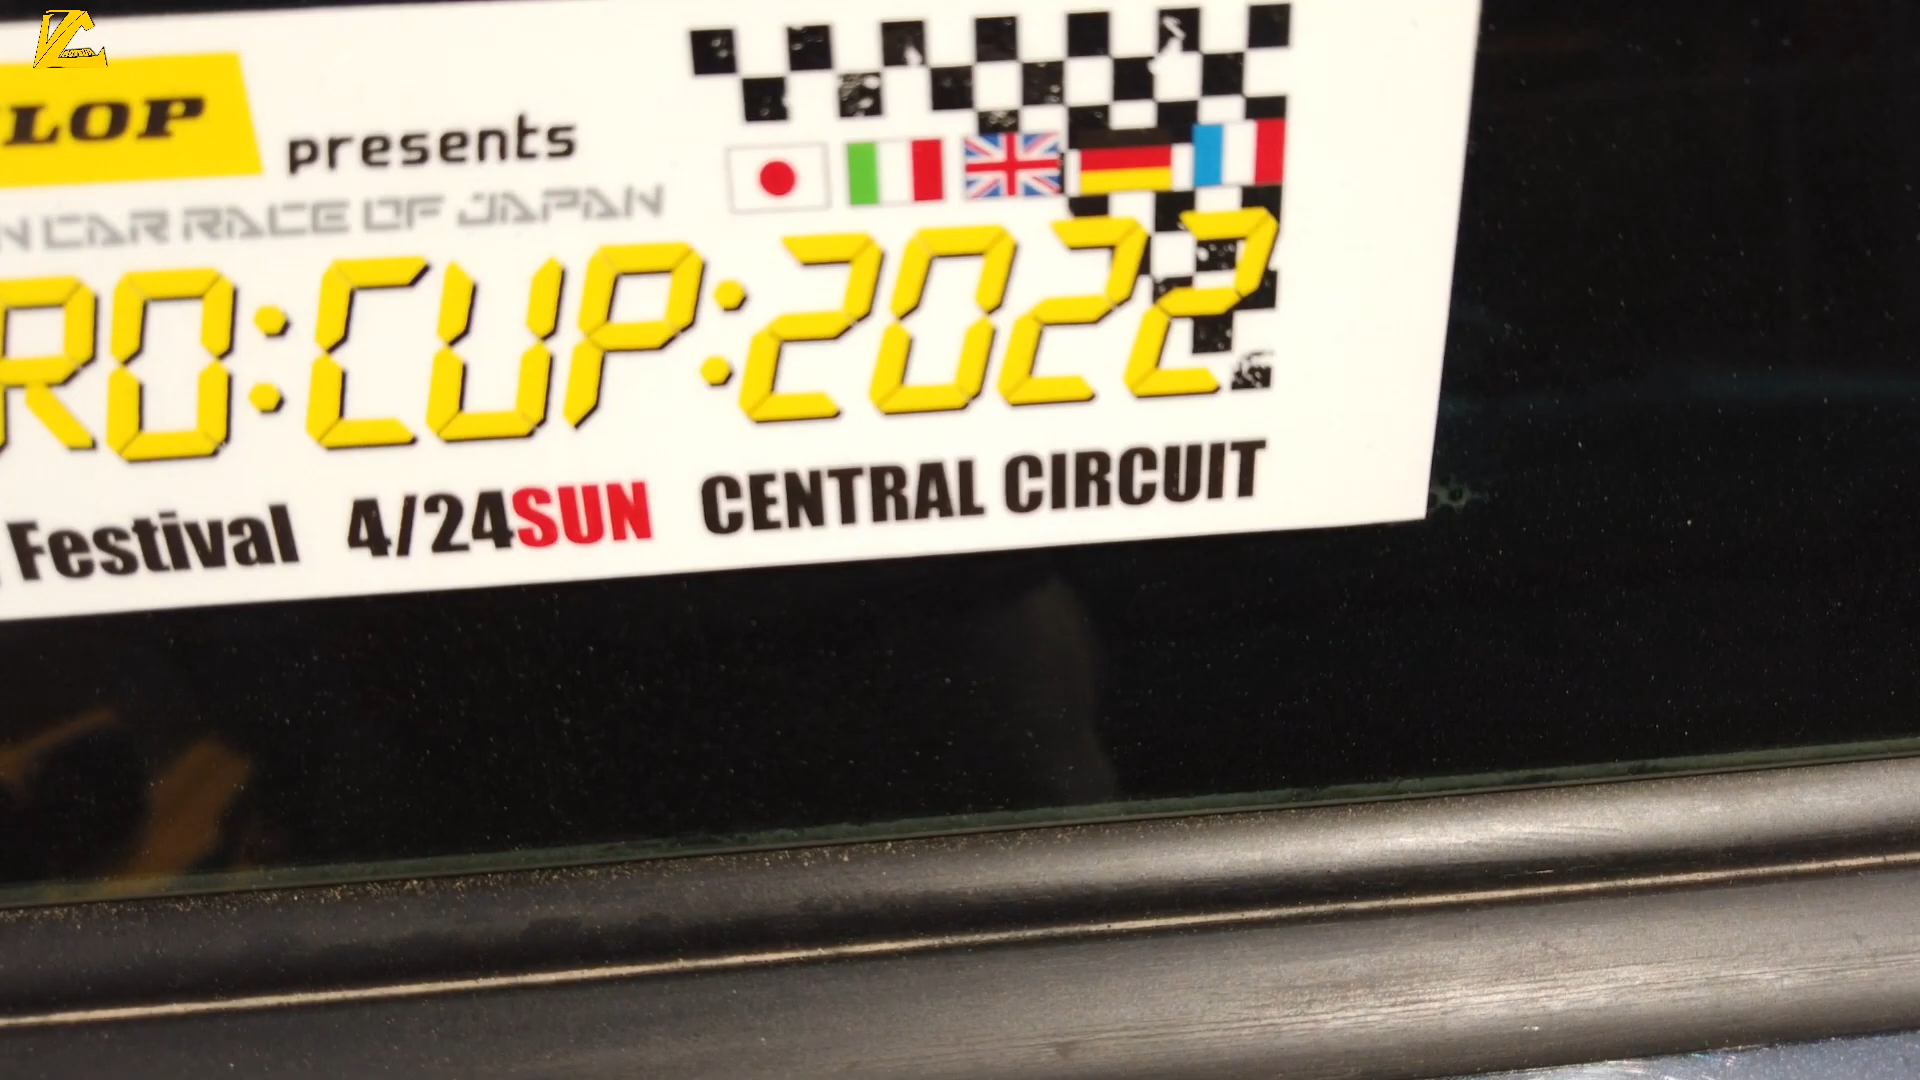 LOP presents
N CAR RACE OF JAPAN
RO:CUP:2022
Festival 4/24SUN CENTRAL CIRCUIT